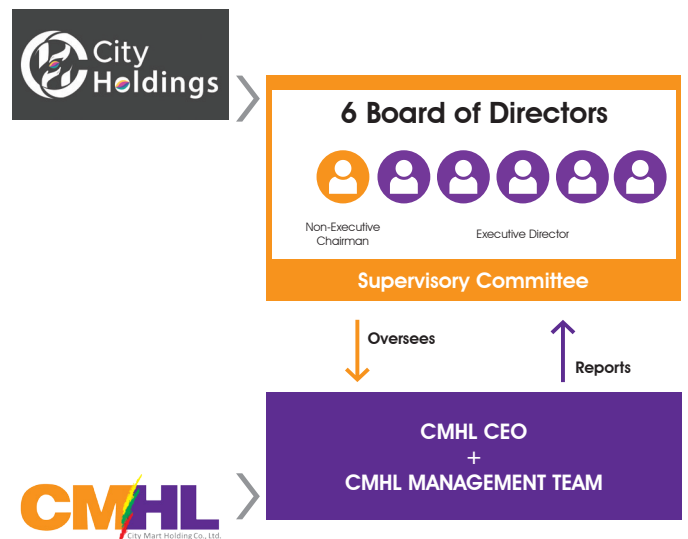 City
Holdings
6 Board of Directors
Non-Executive
Chairman
Executive Director
Supervisory Committee
Oversees
Reports
CMHL CEO
+
CMHL MANAGEMENT TEAM
CMHL
City Mart Holding Co., Ltd.